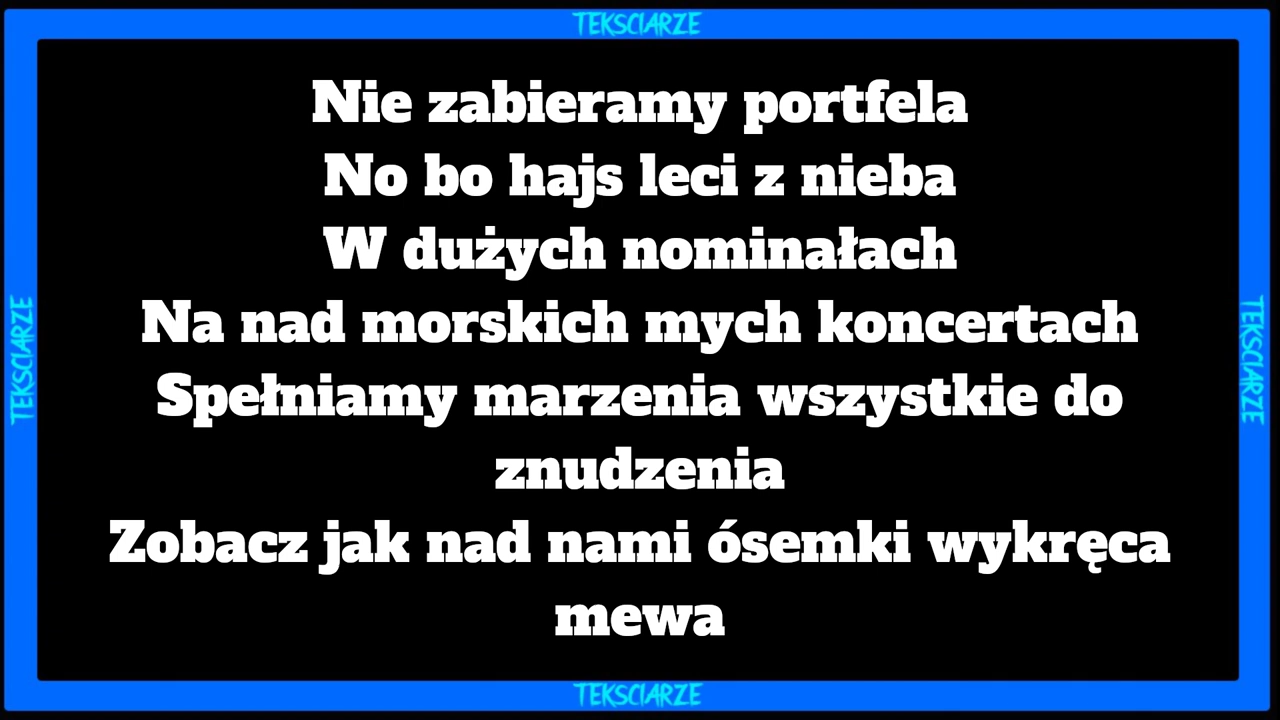 TEKSCIARZE
Nie zabieramy portfela
No bo hajs leci z nieba
W dużych nominałach
Na nad morskich mych koncertach
Spełniamy marzenia wszystkie do
znudzenia
Zobacz jak nad nami ósemki wykręca
mewa
TEKSCIARZE
TEKSCIARZE
TEKSCIARZE